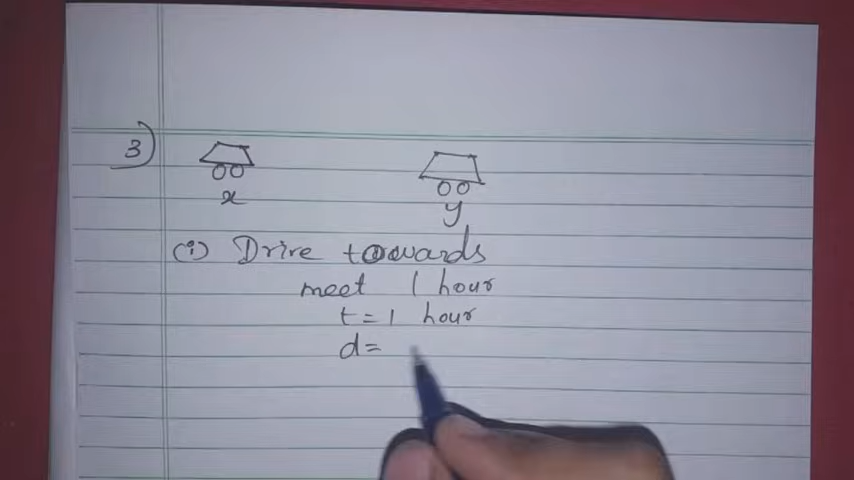 3)
x
y
(i) Drive towards
meet 1 hour
t = 1 hour
d =